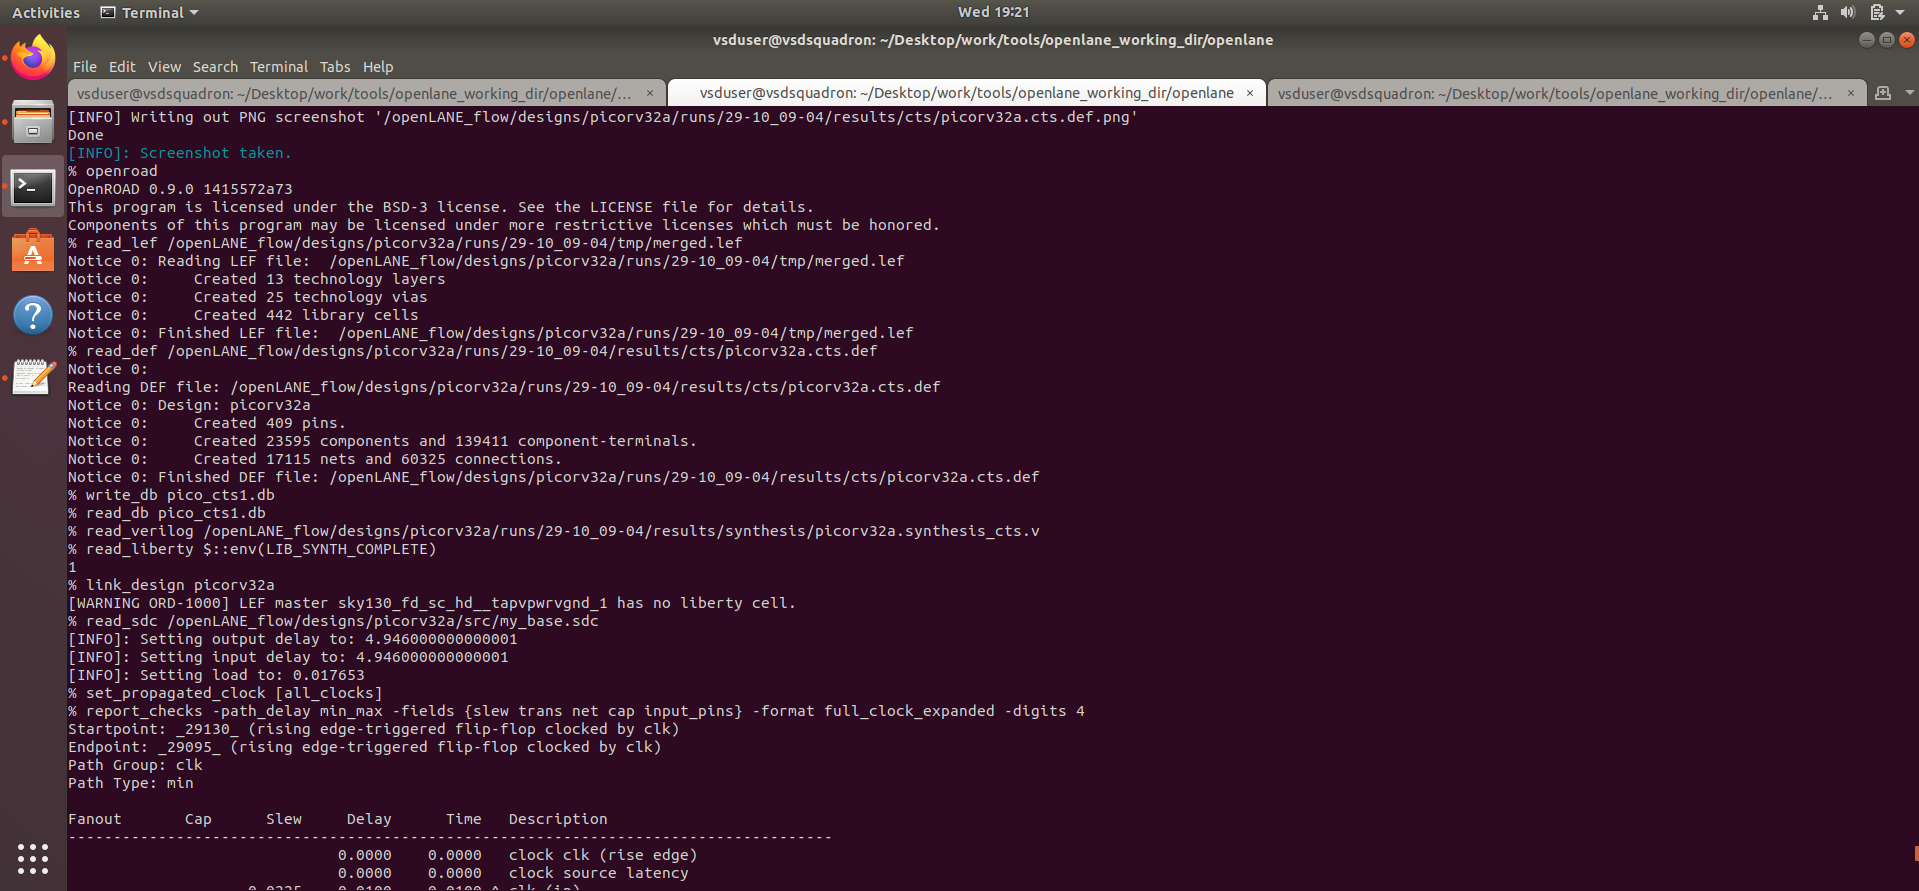 Activities Terminal Wed 19:21
vsduser@vsdsquadron: ~/Desktop/work/tools/openlane_working_dir/openlane
File Edit View Search Terminal Tabs Help
vsduser@vsdsquadron: ~/Desktop/work/tools/openlane_working_dir/openlane/... × vsduser@vsdsquadron: ~/Desktop/work/tools/openlane_working_dir/openlane × vsduser@vsdsquadron: ~/Desktop/work/tools/openlane_working_dir/openlane/... ×
[INFO] Writing out PNG screenshot '/openLANE_flow/designs/picorv32a/runs/29-10_09-04/results/cts/picorv32a.cts.def.png'
Done
[INFO]: Screenshot taken.
% openroad
OpenROAD 0.9.0 1415572a73
This program is licensed under the BSD-3 license. See the LICENSE file for details.
Components of this program may be licensed under more restrictive licenses which must be honored.
% read_lef /openLANE_flow/designs/picorv32a/runs/29-10_09-04/tmp/merged.lef
Notice 0: Reading LEF file:  /openLANE_flow/designs/picorv32a/runs/29-10_09-04/tmp/merged.lef
Notice 0:     Created 13 technology layers
Notice 0:     Created 25 technology vias
Notice 0:     Created 442 library cells
Notice 0: Finished LEF file:  /openLANE_flow/designs/picorv32a/runs/29-10_09-04/tmp/merged.lef
% read_def /openLANE_flow/designs/picorv32a/runs/29-10_09-04/results/cts/picorv32a.cts.def
Notice 0:
Reading DEF file: /openLANE_flow/designs/picorv32a/runs/29-10_09-04/results/cts/picorv32a.cts.def
Notice 0: Design: picorv32a
Notice 0:     Created 409 pins.
Notice 0:     Created 23595 components and 139411 component-terminals.
Notice 0:     Created 17115 nets and 60325 connections.
Notice 0: Finished DEF file: /openLANE_flow/designs/picorv32a/runs/29-10_09-04/results/cts/picorv32a.cts.def
% write_db pico_cts1.db
% read_db pico_cts1.db
% read_verilog /openLANE_flow/designs/picorv32a/runs/29-10_09-04/results/synthesis/picorv32a.synthesis_cts.v
% read_liberty $::env(LIB_SYNTH_COMPLETE)
1
% link_design picorv32a
[WARNING ORD-1000] LEF master sky130_fd_sc_hd__tapvpwrvgnd_1 has no liberty cell.
% read_sdc /openLANE_flow/designs/picorv32a/src/my_base.sdc
[INFO]: Setting output delay to: 4.946000000000001
[INFO]: Setting input delay to: 4.946000000000001
[INFO]: Setting load to: 0.017653
% set_propagated_clock [all_clocks]
% report_checks -path_delay min_max -fields {slew trans net cap input_pins} -format full_clock_expanded -digits 4
Startpoint: _29130_ (rising edge-triggered flip-flop clocked by clk)
Endpoint: _29095_ (rising edge-triggered flip-flop clocked by clk)
Path Group: clk
Path Type: min
Fanout Cap Slew Delay Time Description
-------------------------------------------------------------------------------------
0.0000 0.0000 clock clk (rise edge)
0.0000 0.0000 clock source latency